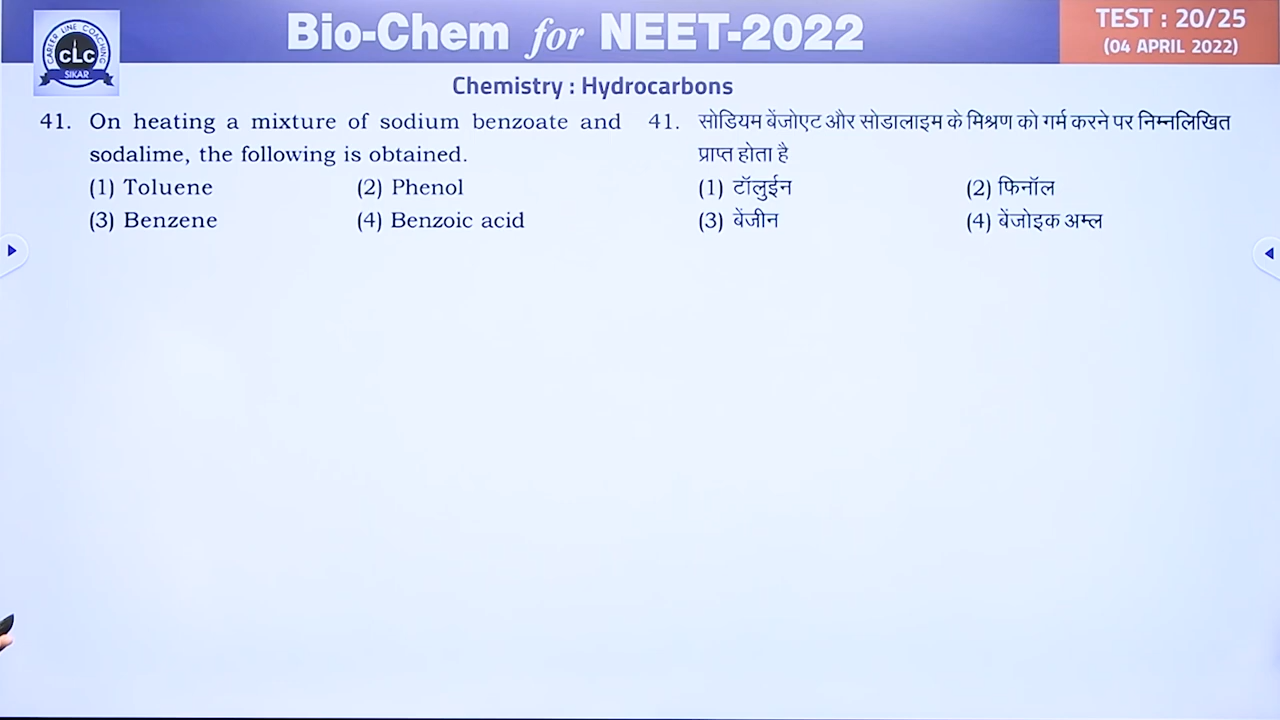 CAREER LINE COACHING
CLC
SIKAR
Bio-Chem for NEET-2022
TEST : 20/25
(04 APRIL 2022)
Chemistry : Hydrocarbons
41. On heating a mixture of sodium benzoate and
sodalime, the following is obtained.
(1) Toluene (2) Phenol
(3) Benzene (4) Benzoic acid
41. सोडियम बेंजोएट और सोडालाइम के मिश्रण को गर्म करने पर निम्नलिखित
प्राप्त होता है
(1) टॉलुईन (2) फिनॉल
(3) बेंजीन (4) बेंजोइक अम्ल